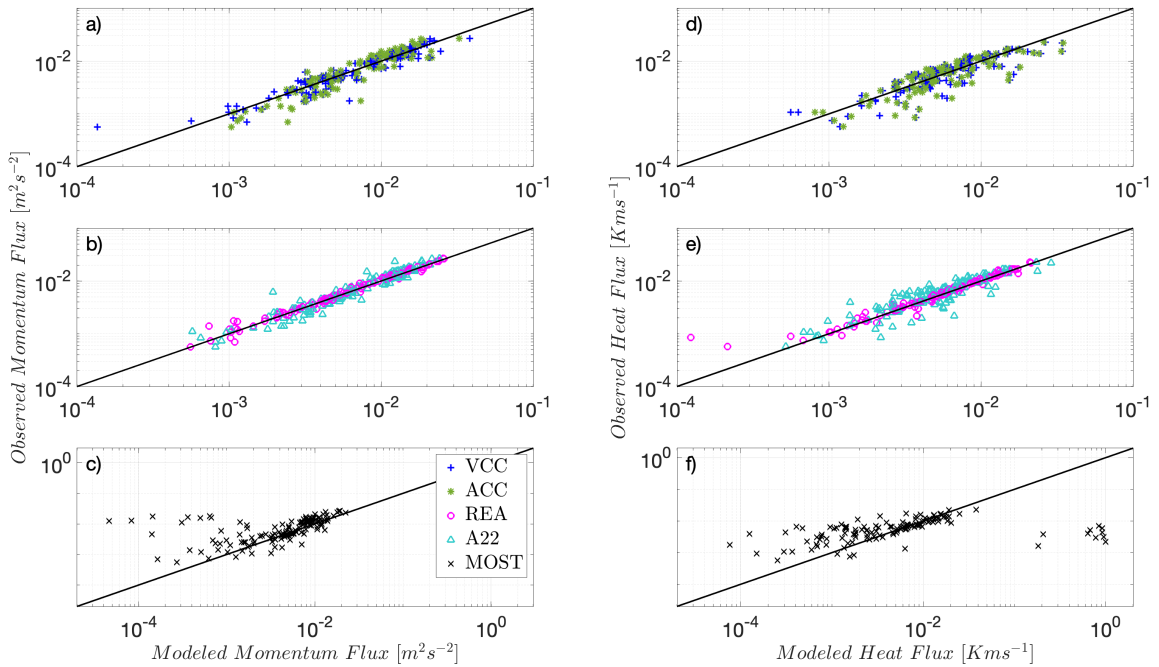 a)
10^-2
10^-4
10^-4 10^-3 10^-2 10^-1
b)
10^-2
10^-4
10^-4 10^-3 10^-2 10^-1
c)
10^0
VCC
ACC
REA
A22
MOST
10^-4 10^-2 10^0
Observed Momentum Flux [m^2s^-2]
Modeled Momentum Flux [m^2s^-2]
d)
10^-2
10^-4
10^-4 10^-3 10^-2 10^-1
e)
10^-2
10^-4
10^-4 10^-3 10^-2 10^-1
f)
10^0
10^-4 10^-2 10^0
Observed Heat Flux [Kms^-1]
Modeled Heat Flux [Kms^-1]